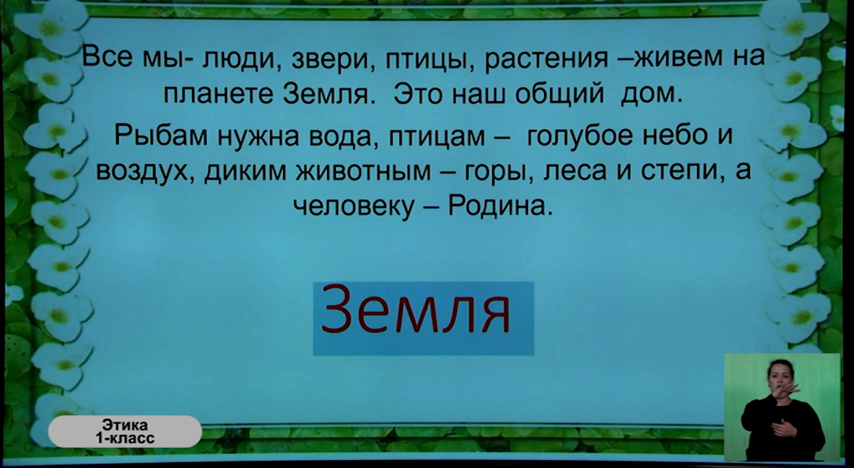 Все мы- люди, звери, птицы, растения –живем на
планете Земля. Это наш общий дом.
Рыбам нужна вода, птицам – голубое небо и
воздух, диким животным – горы, леса и степи, а
человеку – Родина.
Земля
Этика
1-класс